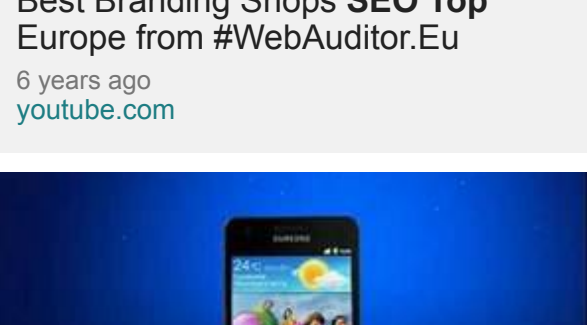 Best Branding Shops SEO Top
Europe from #WebAuditor.Eu
6 years ago
youtube.com
SAMSUNG
24°C